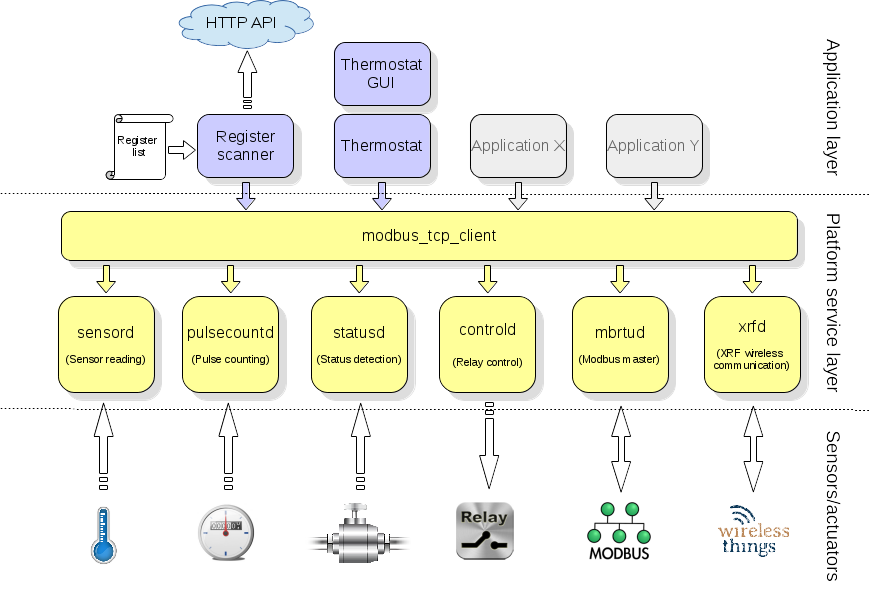 HTTP API
Thermostat
GUI
Register
list
Register
scanner
Thermostat
Application X
Application Y
Application layer
modbus_tcp_client
Platform service layer
sensord
(Sensor reading)
pulsecountd
(Pulse counting)
statusd
(Status detection)
controld
(Relay control)
mbrtud
(Modbus master)
xrfd
(XRF wireless
communication)
Sensors/actuators
Relay
MODBUS
wireless
things